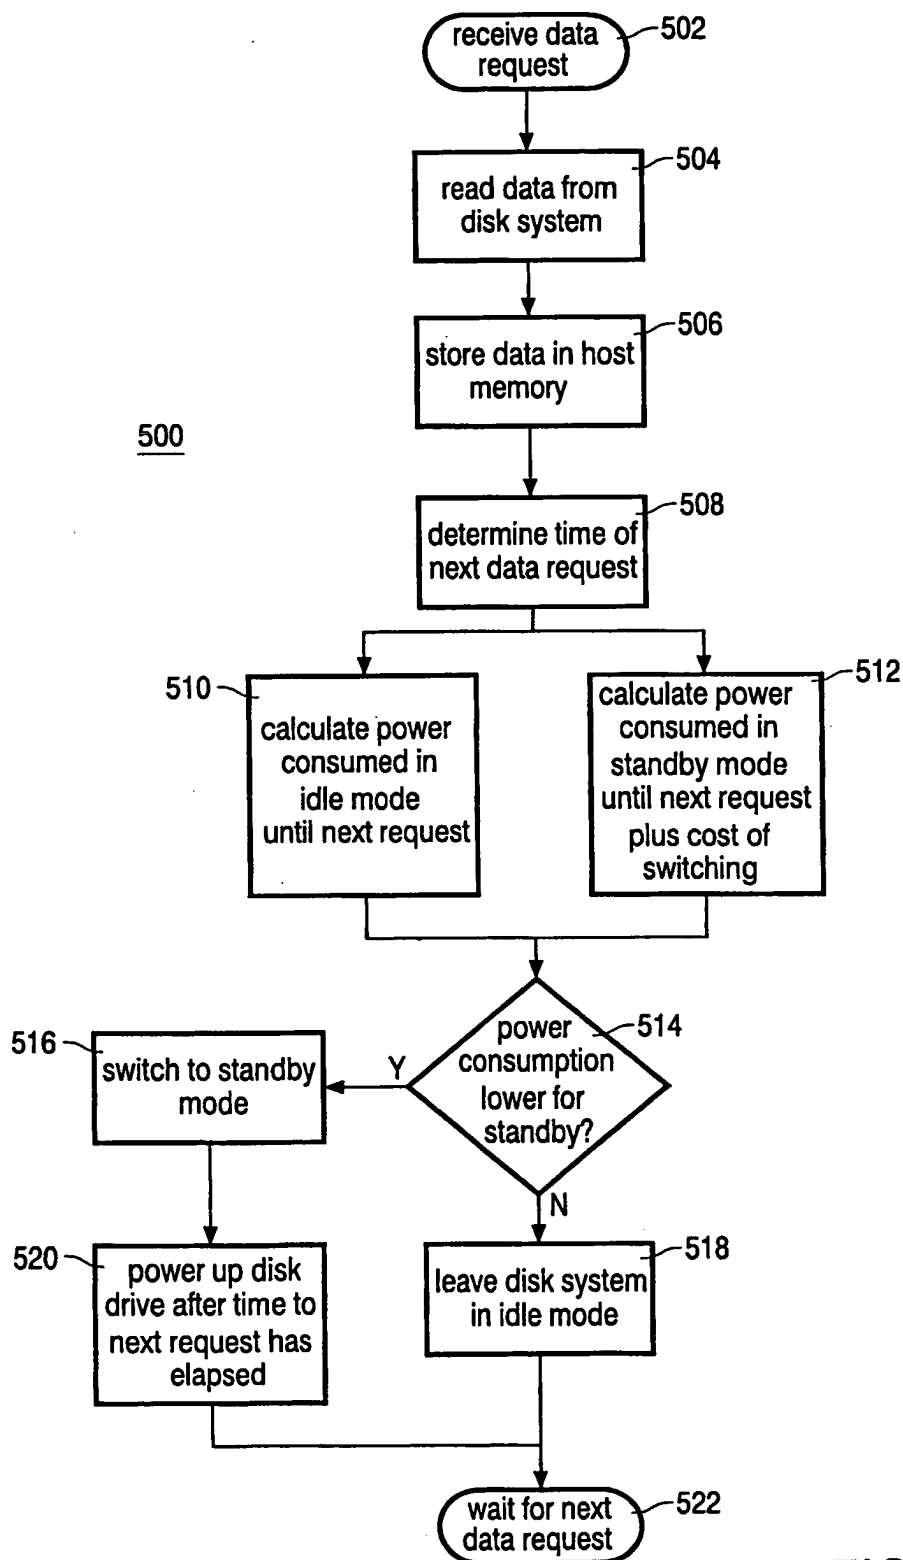 receive data
request
502
504
read data from
disk system
506
store data in host
memory
500
508
determine time of
next data request
510
calculate power
consumed in
idle mode
until next request
512
calculate power
consumed in
standby mode
until next request
plus cost of
switching
514
power
consumption
lower for
standby?
Y
N
516
switch to standby
mode
518
leave disk system
in idle mode
520
power up disk
drive after time to
next request has
elapsed
522
wait for next
data request